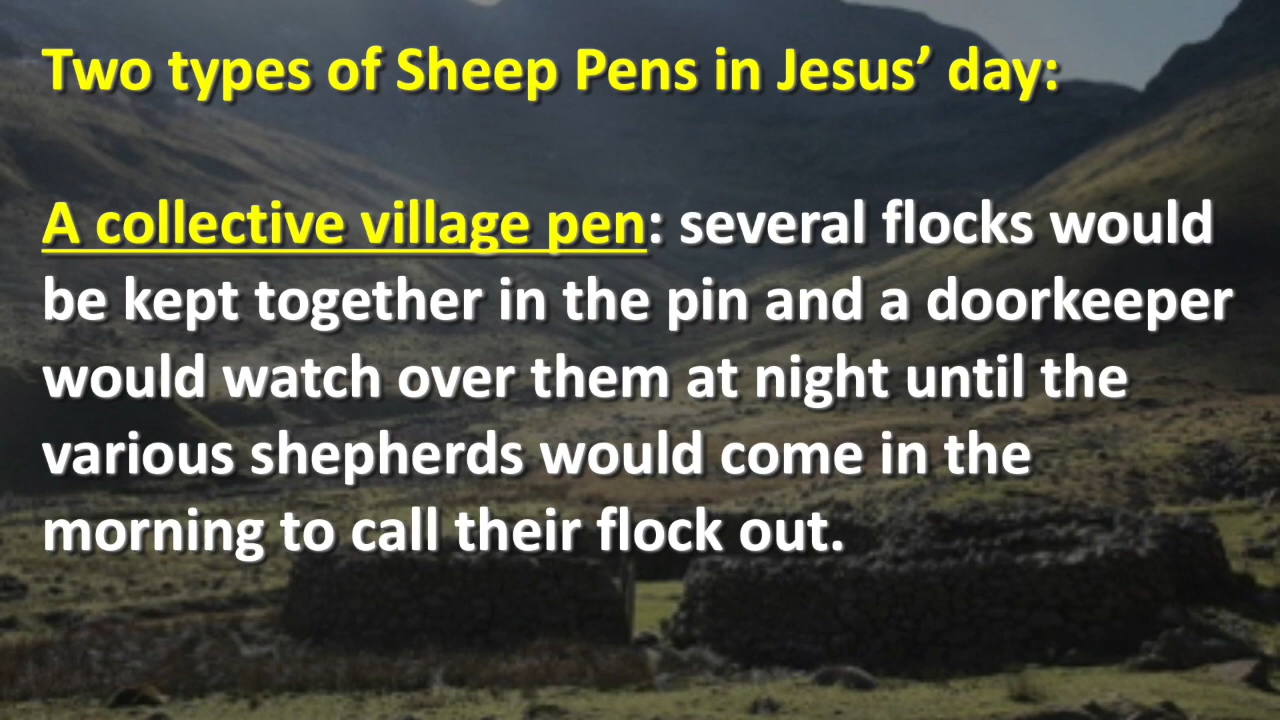 Two types of Sheep Pens in Jesus’ day:
A collective village pen: several flocks would
be kept together in the pin and a doorkeeper
would watch over them at night until the
various shepherds would come in the
morning to call their flock out.